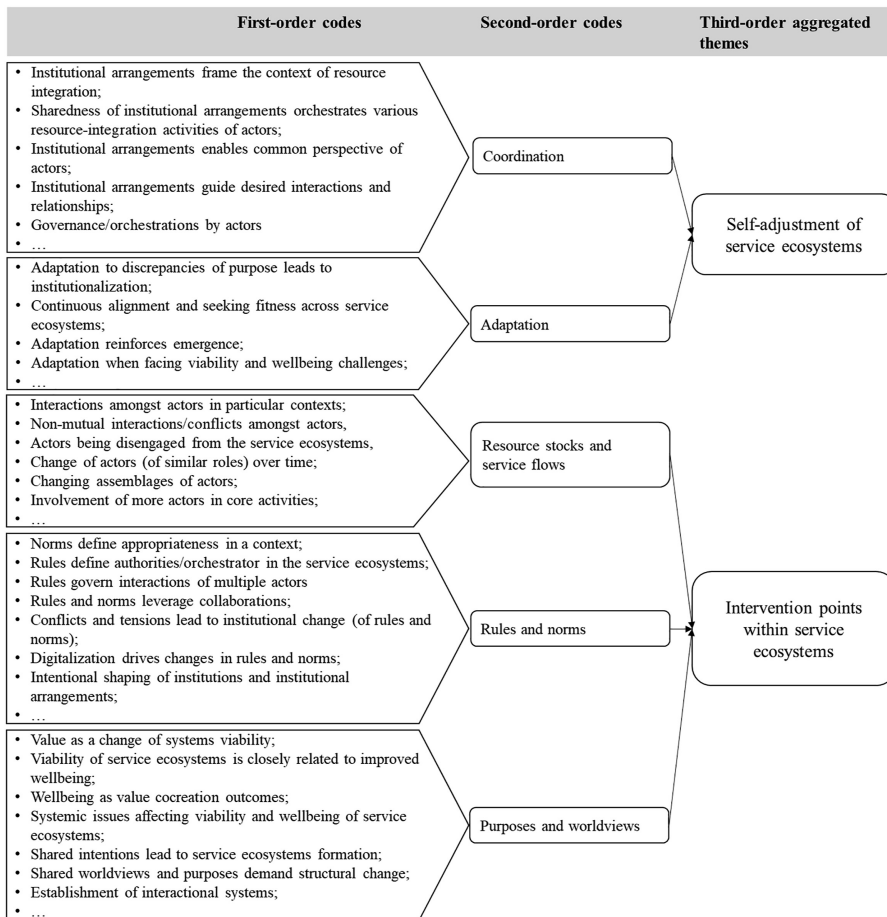 First-order codes
Second-order codes
Third-order aggregated
themes
• Institutional arrangements frame the context of resource
integration;
• Sharedness of institutional arrangements orchestrates various
resource-integration activities of actors;
• Institutional arrangements enables common perspective of
actors;
• Institutional arrangements guide desired interactions and
relationships;
• Governance/orchestrations by actors
• …
Coordination
• Adaptation to discrepancies of purpose leads to
institutionalization;
• Continuous alignment and seeking fitness across service
ecosystems;
• Adaptation reinforces emergence;
• Adaptation when facing viability and wellbeing challenges;
• …
Adaptation
Self-adjustment of
service ecosystems
• Interactions amongst actors in particular contexts;
• Non-mutual interactions/conflicts amongst actors,
• Actors being disengaged from the service ecosystems,
• Change of actors (of similar roles) over time;
• Changing assemblages of actors;
• Involvement of more actors in core activities;
• …
Resource stocks and
service flows
• Norms define appropriateness in a context;
• Rules define authorities/orchestrator in the service ecosystems;
• Rules govern interactions of multiple actors
• Rules and norms leverage collaborations;
• Conflicts and tensions lead to institutional change (of rules and
norms);
• Digitalization drives changes in rules and norms;
• Intentional shaping of institutions and institutional
arrangements;
• …
Rules and norms
• Value as a change of systems viability;
• Viability of service ecosystems is closely related to improved
wellbeing;
• Wellbeing as value cocreation outcomes;
• Systemic issues affecting viability and wellbeing of service
ecosystems;
• Shared intentions lead to service ecosystems formation;
• Shared worldviews and purposes demand structural change;
• Establishment of interactional systems;
• …
Purposes and worldviews
Intervention points
within service
ecosystems